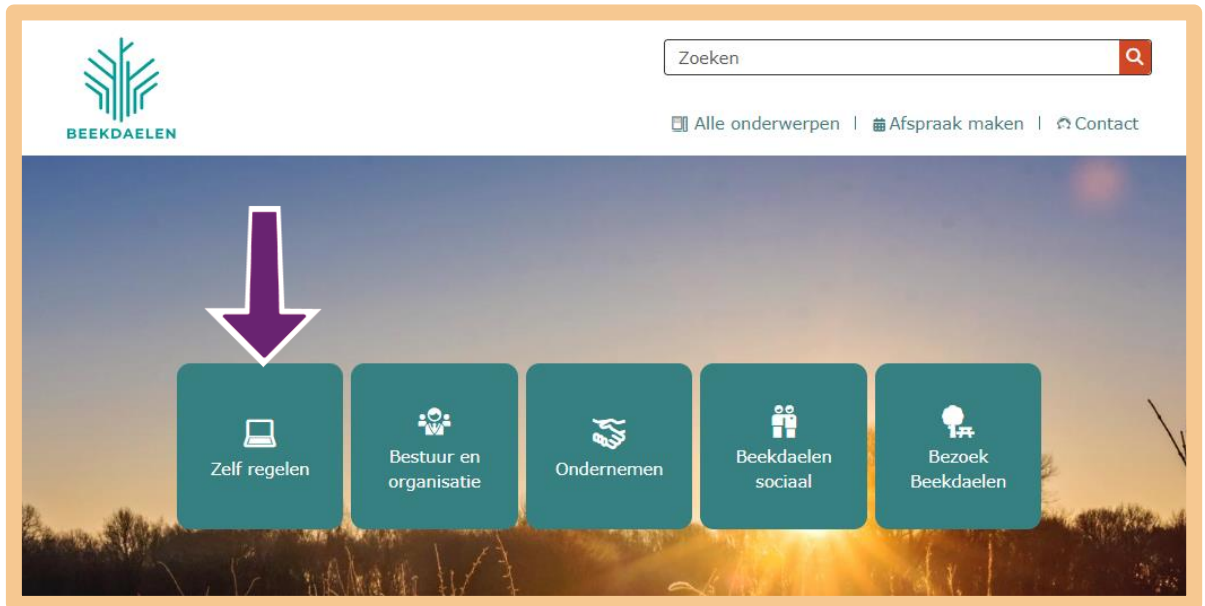 Zoeken
BEEKDAELEN
Alle onderwerpen | Afspraak maken | Contact
Zelf regelen
Bestuur en
organisatie
Ondernemen
Beekdaelen
sociaal
Bezoek
Beekdaelen